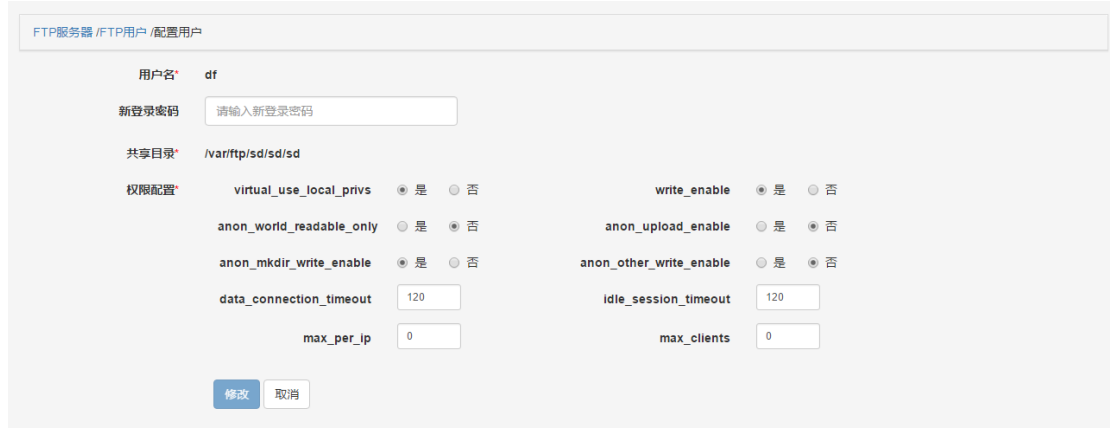 FTP服务器 /FTP用户 /配置用户
用户名* df
新登录密码 请输入新登录密码
共享目录* /var/ftp/sd/sd/sd
权限配置* virtual_use_local_privs 是 否 write_enable 是 否
anon_world_readable_only 是 否 anon_upload_enable 是 否
anon_mkdir_write_enable 是 否 anon_other_write_enable 是 否
data_connection_timeout 120 idle_session_timeout 120
max_per_ip 0 max_clients 0
修改 取消